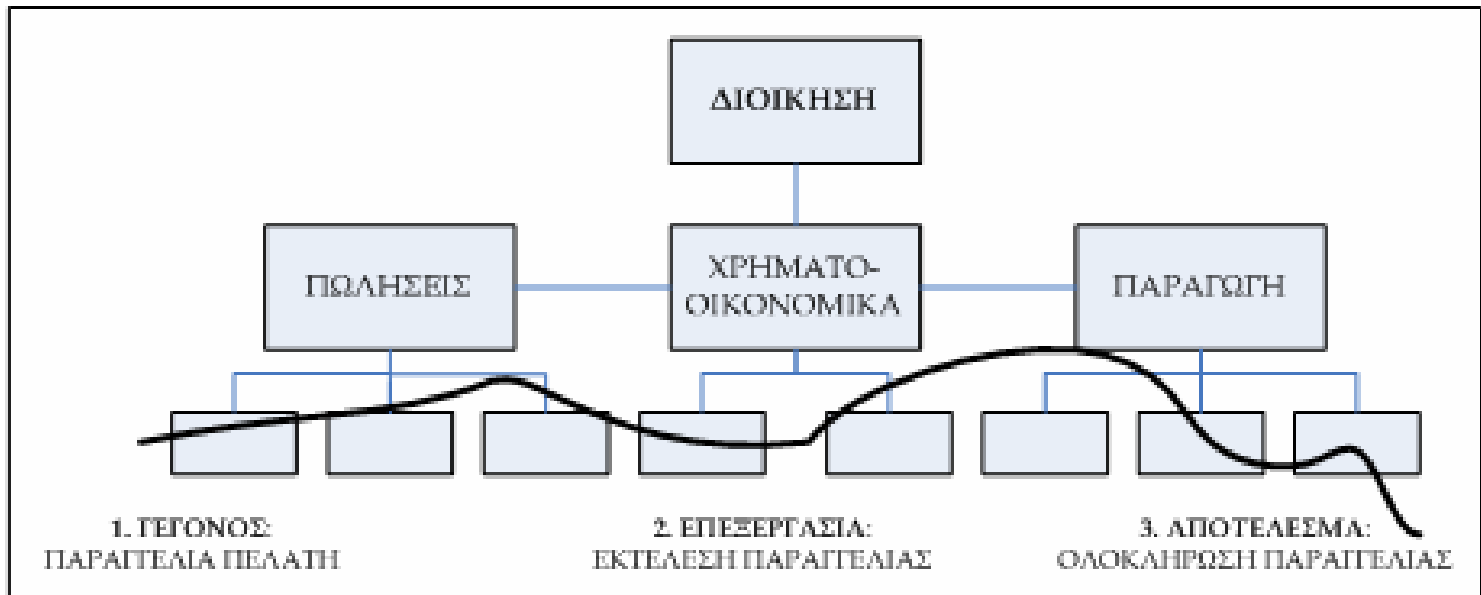 ΔΙΟΙΚΗΣΗ
ΠΩΛΗΣΕΙΣ
ΧΡΗΜΑΤΟ-
ΟΙΚΟΝΟΜΙΚΑ
ΠΑΡΑΓΩΓΗ
1. ΓΕΓΟΝΟΣ:
ΠΑΡΑΓΓΕΛΙΑ ΠΕΛΑΤΗ
2. ΕΠΕΞΕΡΓΑΣΙΑ:
ΕΚΤΕΛΕΣΗ ΠΑΡΑΓΓΕΛΙΑΣ
3. ΑΠΟΤΕΛΕΣΜΑ:
ΟΛΟΚΛΗΡΩΣΗ ΠΑΡΑΓΓΕΛΙΑΣ